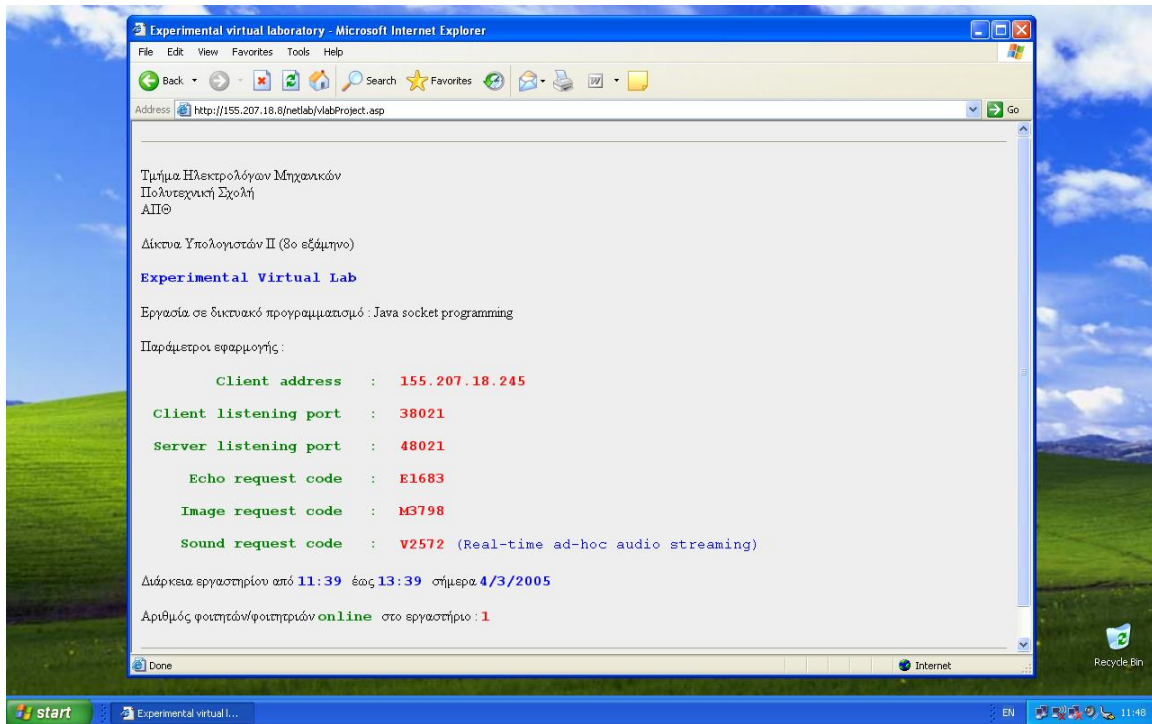 Experimental virtual laboratory - Microsoft Internet Explorer
File Edit View Favorites Tools Help
Back Search Favorites
Address http://155.207.18.8/netlab/vlabProject.asp Go
Τμήμα Ηλεκτρολόγων Μηχανικών
Πολυτεχνική Σχολή
ΑΠΘ
Δίκτυα Υπολογιστών ΙΙ (8ο εξάμηνο)
Experimental Virtual Lab
Εργασία σε δικτυακό προγραμματισμό : Java socket programming
Παράμετροι εφαρμογής :
Client address : 155.207.18.245
Client listening port : 38021
Server listening port : 48021
Echo request code : E1683
Image request code : M3798
Sound request code : V2572 (Real-time ad-hoc audio streaming)
Διάρκεια εργαστηρίου από 11:39 έως 13:39 σήμερα 4/3/2005
Αριθμός φοιτητών/φοιτητριών online στο εργαστήριο : 1
Done Internet
Recycle Bin
start Experimental virtual l... EN 11:48